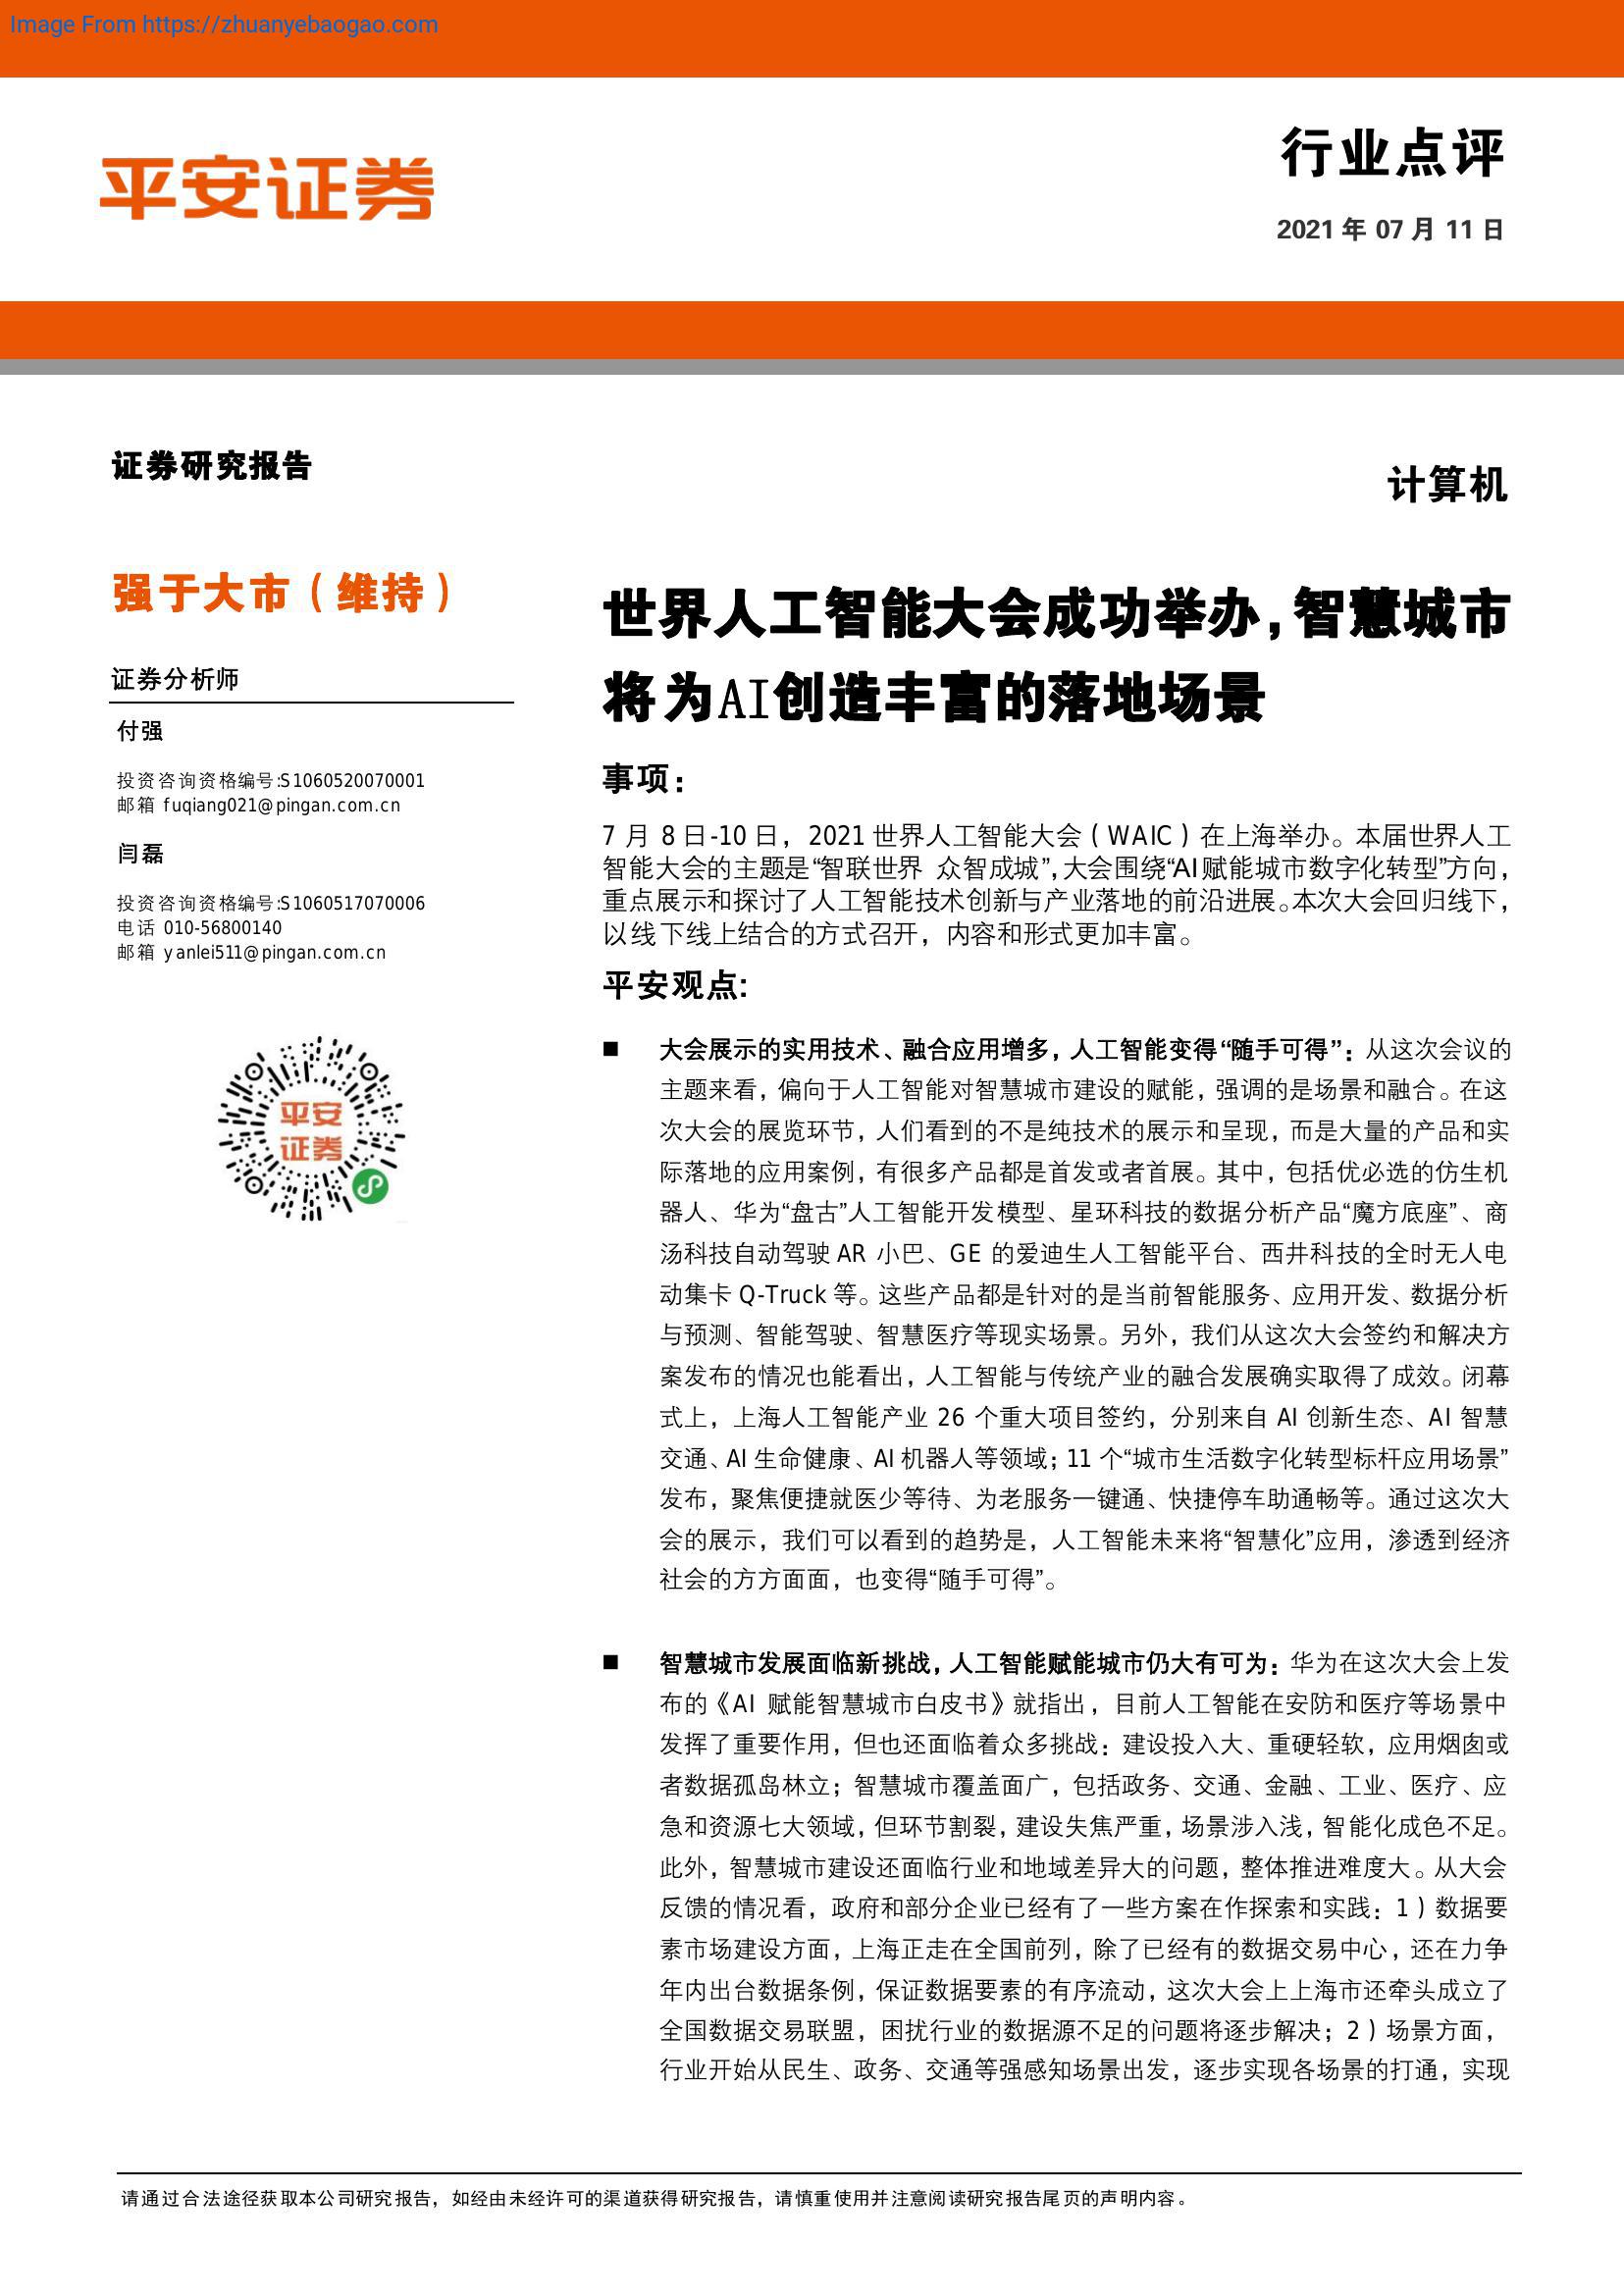 Image From https://zhuanyebaogao.com
平安证券
行业点评
2021 年 07 月 11 日
证券研究报告
计算机
强于大市（维持）
证券分析师
付强
投资咨询资格编号:S1060520070001
邮箱 fuqiang021@pingan.com.cn
闫磊
投资咨询资格编号:S1060517070006
电话 010-56800140
邮箱 yanlei511@pingan.com.cn
平安
证券
世界人工智能大会成功举办，智慧城市
将为AI创造丰富的落地场景
事项：
7 月 8 日-10 日，2021 世界人工智能大会（WAIC）在上海举办。本届世界人工
智能大会的主题是“智联世界 众智成城”，大会围绕“AI赋能城市数字化转型”方向，
重点展示和探讨了人工智能技术创新与产业落地的前沿进展。本次大会回归线下，
以线下线上结合的方式召开，内容和形式更加丰富。
平安观点:
■ 大会展示的实用技术、融合应用增多，人工智能变得“随手可得”：从这次会议的
主题来看，偏向于人工智能对智慧城市建设的赋能，强调的是场景和融合。在这
次大会的展览环节，人们看到的不是纯技术的展示和呈现，而是大量的产品和实
际落地的应用案例，有很多产品都是首发或者首展。其中，包括优必选的仿生机
器人、华为“盘古”人工智能开发模型、星环科技的数据分析产品“魔方底座”、商
汤科技自动驾驶 AR 小巴、GE 的爱迪生人工智能平台、西井科技的全时无人电
动集卡 Q-Truck 等。这些产品都是针对的是当前智能服务、应用开发、数据分析
与预测、智能驾驶、智慧医疗等现实场景。另外，我们从这次大会签约和解决方
案发布的情况也能看出，人工智能与传统产业的融合发展确实取得了成效。闭幕
式上，上海人工智能产业 26 个重大项目签约，分别来自 AI 创新生态、AI 智慧
交通、AI 生命健康、AI 机器人等领域；11 个“城市生活数字化转型标杆应用场景”
发布，聚焦便捷就医少等待、为老服务一键通、快捷停车助通畅等。通过这次大
会的展示，我们可以看到的趋势是，人工智能未来将“智慧化”应用，渗透到经济
社会的方方面面，也变得“随手可得”。
■ 智慧城市发展面临新挑战，人工智能赋能城市仍大有可为：华为在这次大会上发
布的《AI 赋能智慧城市白皮书》就指出，目前人工智能在安防和医疗等场景中
发挥了重要作用，但也还面临着众多挑战：建设投入大、重硬轻软，应用烟囱或
者数据孤岛林立；智慧城市覆盖面广，包括政务、交通、金融、工业、医疗、应
急和资源七大领域，但环节割裂，建设失焦严重，场景涉入浅，智能化成色不足。
此外，智慧城市建设还面临行业和地域差异大的问题，整体推进难度大。从大会
反馈的情况看，政府和部分企业已经有了一些方案在作探索和实践：1）数据要
素市场建设方面，上海正走在全国前列，除了已经有的数据交易中心，还在力争
年内出台数据条例，保证数据要素的有序流动，这次大会上上海市还牵头成立了
全国数据交易联盟，困扰行业的数据源不足的问题将逐步解决；2）场景方面，
行业开始从民生、政务、交通等强感知场景出发，逐步实现各场景的打通，实现
请通过合法途径获取本公司研究报告，如经由未经许可的渠道获得研究报告，请慎重使用并注意阅读研究报告尾页的声明内容。